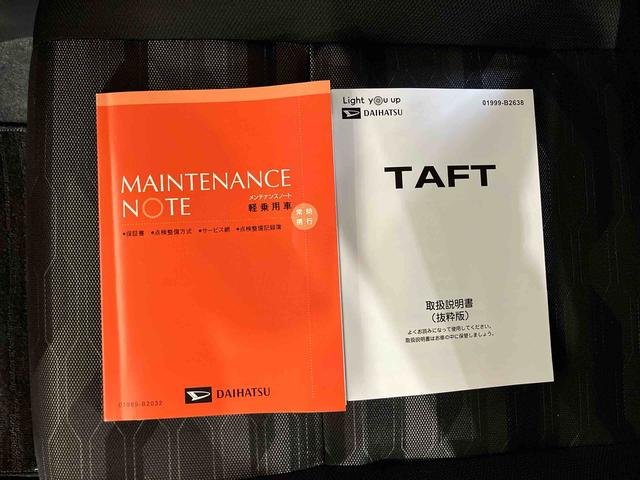 MAINTENANCE
NOTE
メンテナンスノート
軽乗用車
常時
携行
•保証書 •点検整備方式 •サービス網 •点検整備記録簿
01999-B2032
DAIHATSU
Light you up
DAIHATSU
01999-B2638
TAFT
取扱説明書
（抜粋版）
よくお読みになって使用してください。
取扱説明書はお車の中に保管しましょう。